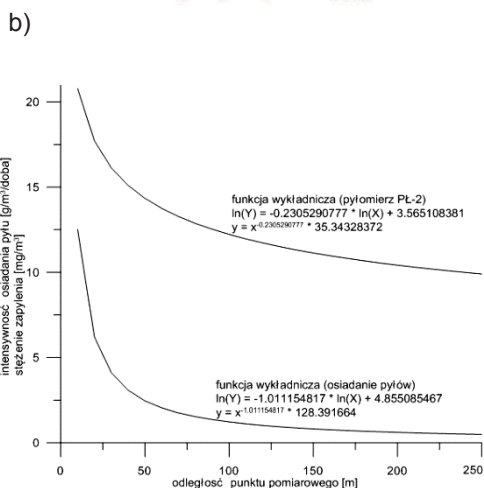 b)
intensywność osiadania pyłu [g/m³/doba]
stężenie zapylenia [mg/m³]
20
15
10
5
0
funkcja wykładnicza (pyłomierz PŁ-2)
ln(Y) = -0.2305290777 * ln(X) + 3.565108381
y = x^-0.2305290777 * 35.34328372
funkcja wykładnicza (osiadanie pyłów)
ln(Y) = -1.011154817 * ln(X) + 4.855085467
y = x^-1.011154817 * 128.391664
0 50 100 150 200 250
odległość punktu pomiarowego [m]